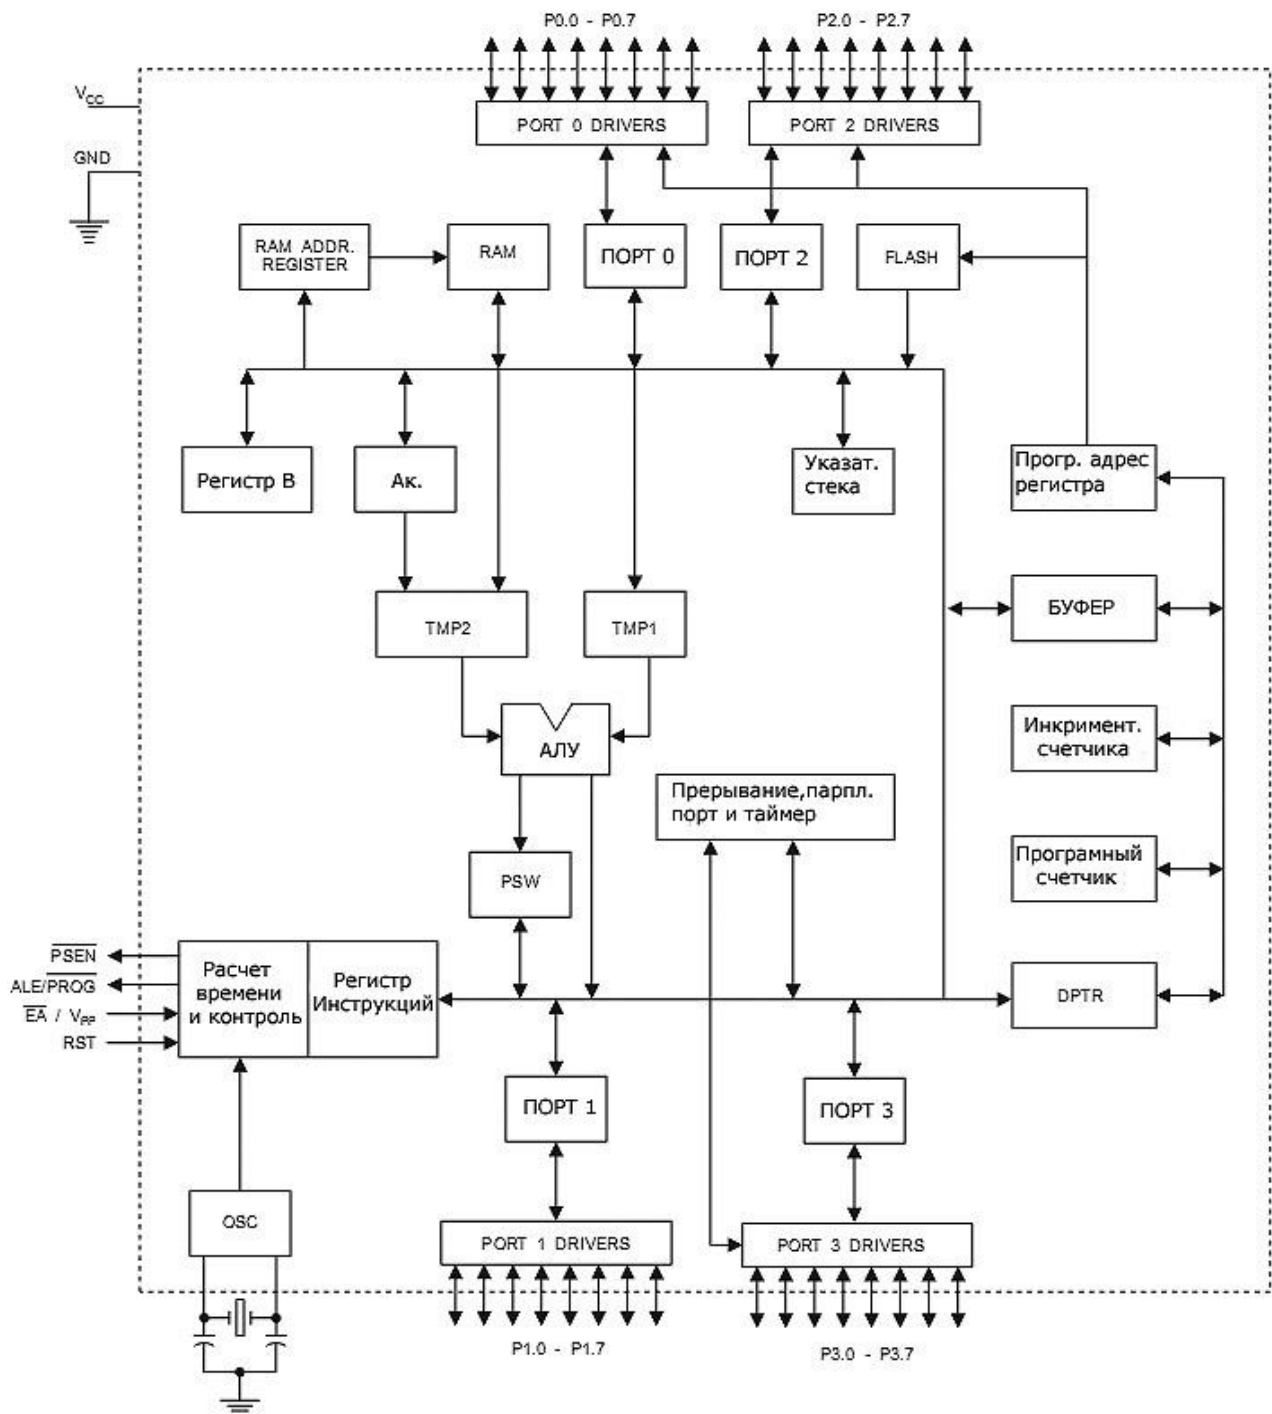 P0.0 - P0.7
P2.0 - P2.7
VCC
PORT 0 DRIVERS
PORT 2 DRIVERS
GND
RAM ADDR.
REGISTER
RAM
ПОРТ 0
ПОРТ 2
FLASH
Регистр В
Ак.
Указат.
стека
Прогр. адрес
регистра
TMP2
TMP1
БУФЕР
АЛУ
Инкримент.
счетчика
Прерывание,парпл.
порт и таймер
PSW
Програмный
счетчик
PSEN
ALE/PROG
EA / VPP
RST
Расчет
времени
и контроль
Регистр
Инструкций
DPTR
ПОРТ 1
ПОРТ 3
OSC
PORT 1 DRIVERS
PORT 3 DRIVERS
P1.0 - P1.7
P3.0 - P3.7